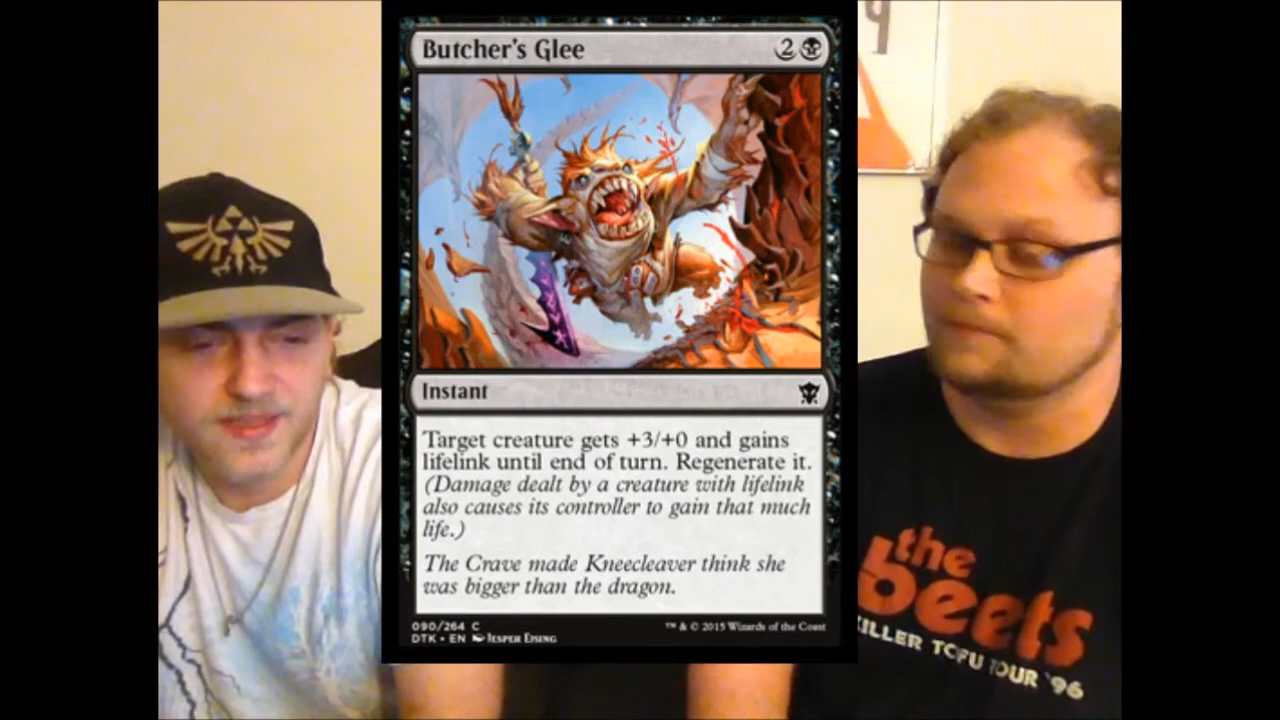 Butcher's Glee
2
Instant
Target creature gets +3/+0 and gains
lifelink until end of turn. Regenerate it.
(Damage dealt by a creature with lifelink
also causes its controller to gain that much
life.)
The Crave made Kneecleaver think she
was bigger than the dragon.
090/264 C
DTK • EN Jesper Ejsing
™ & © 2015 Wizards of the Coast
the
beets
KILLER TOFU TOUR '96